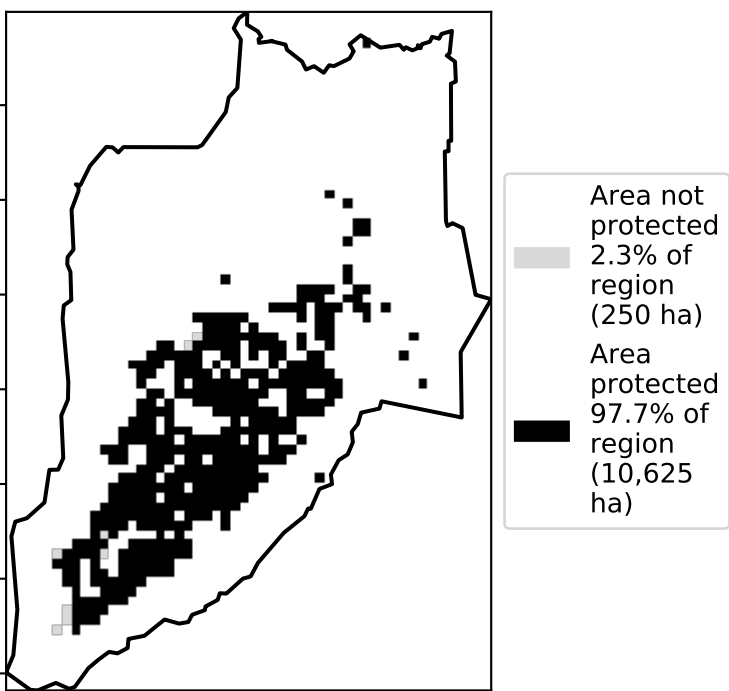 Area not
protected
2.3% of
region
(250 ha)
Area
protected
97.7% of
region
(10,625
ha)